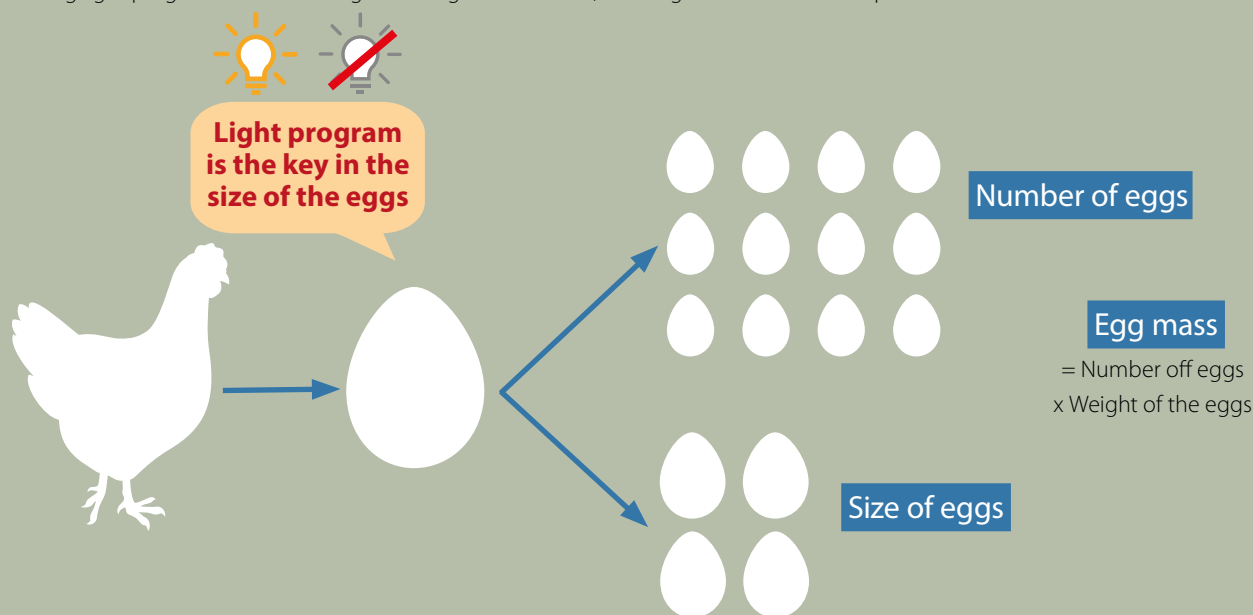 Light program
is the key in the
size of the eggs
Number of eggs
Egg mass
= Number off eggs
x Weight of the eggs
Size of eggs